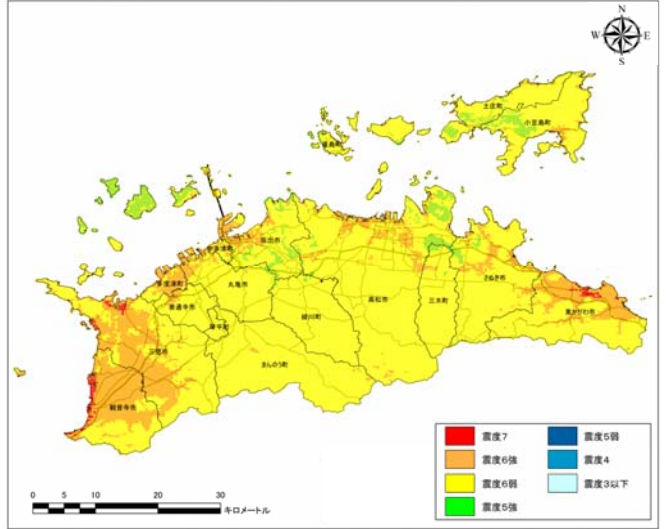 N
W E
S
土庄町
小豆島町
直島町
宇多津町
坂出市
多度津町
丸亀市
善通寺市
琴平町
綾川町
高松市
三木町
さぬき市
東かがわ市
三豊市
まんのう町
観音寺市
震度7
震度6強
震度6弱
震度5強
震度5弱
震度4
震度3以下
0 5 10 20 30
キロメートル